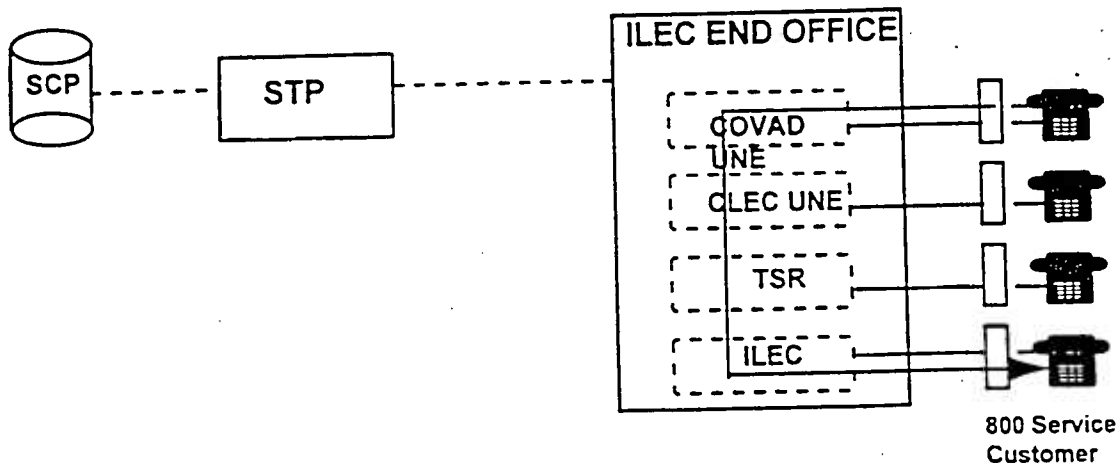 ILEC END OFFICE
SCP
STP
COVAD
UNE
CLEC UNE
TSR
ILEC
800 Service
Customer